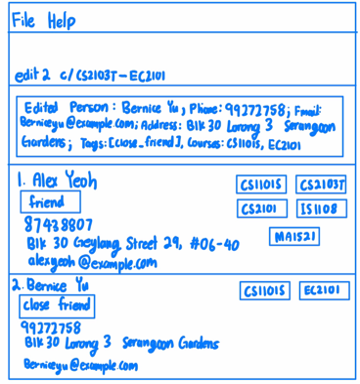 File Help
edit 2 c/CS2103T-EC2101
Edited Person: Bernice Yu; Phone: 99272758; Email:
Berniceyu@example.com; Address: Blk 30 Lorong 3 Serangoon
Gardens; Tags: [close_friend], Courses: CS1101S, EC2101
1. Alex Yeoh
CS1101S CS2103T
friend
CS2101 IS1108
87438807
MA1521
Blk 30 Geylang Street 29, #06-40
alexyeoh@example.com
2. Bernice Yu
CS1101S EC2101
close friend
99272758
Blk 30 Lorong 3 Serangoon Gardens
Berniceyu@example.com